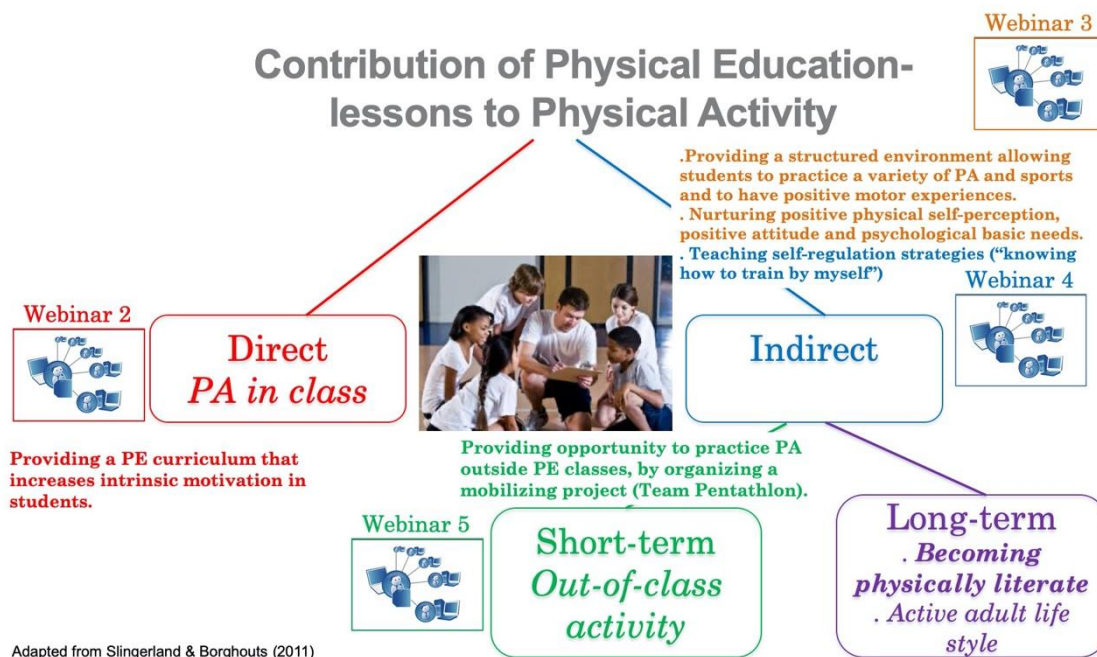 Webinar 3
Contribution of Physical Education-
lessons to Physical Activity
.Providing a structured environment allowing
students to practice a variety of PA and sports
and to have positive motor experiences.
. Nurturing positive physical self-perception,
positive attitude and psychological basic needs.
. Teaching self-regulation strategies (“knowing
how to train by myself”)
Webinar 4
Webinar 2
Direct
PA in class
Indirect
Providing a PE curriculum that
increases intrinsic motivation in
students.
Providing opportunity to practice PA
outside PE classes, by organizing a
mobilizing project (Team Pentathlon).
Webinar 5
Short-term
Out-of-class
activity
Long-term
. Becoming
physically literate
. Active adult life
style
Adapted from Slingerland & Borghouts (2011)